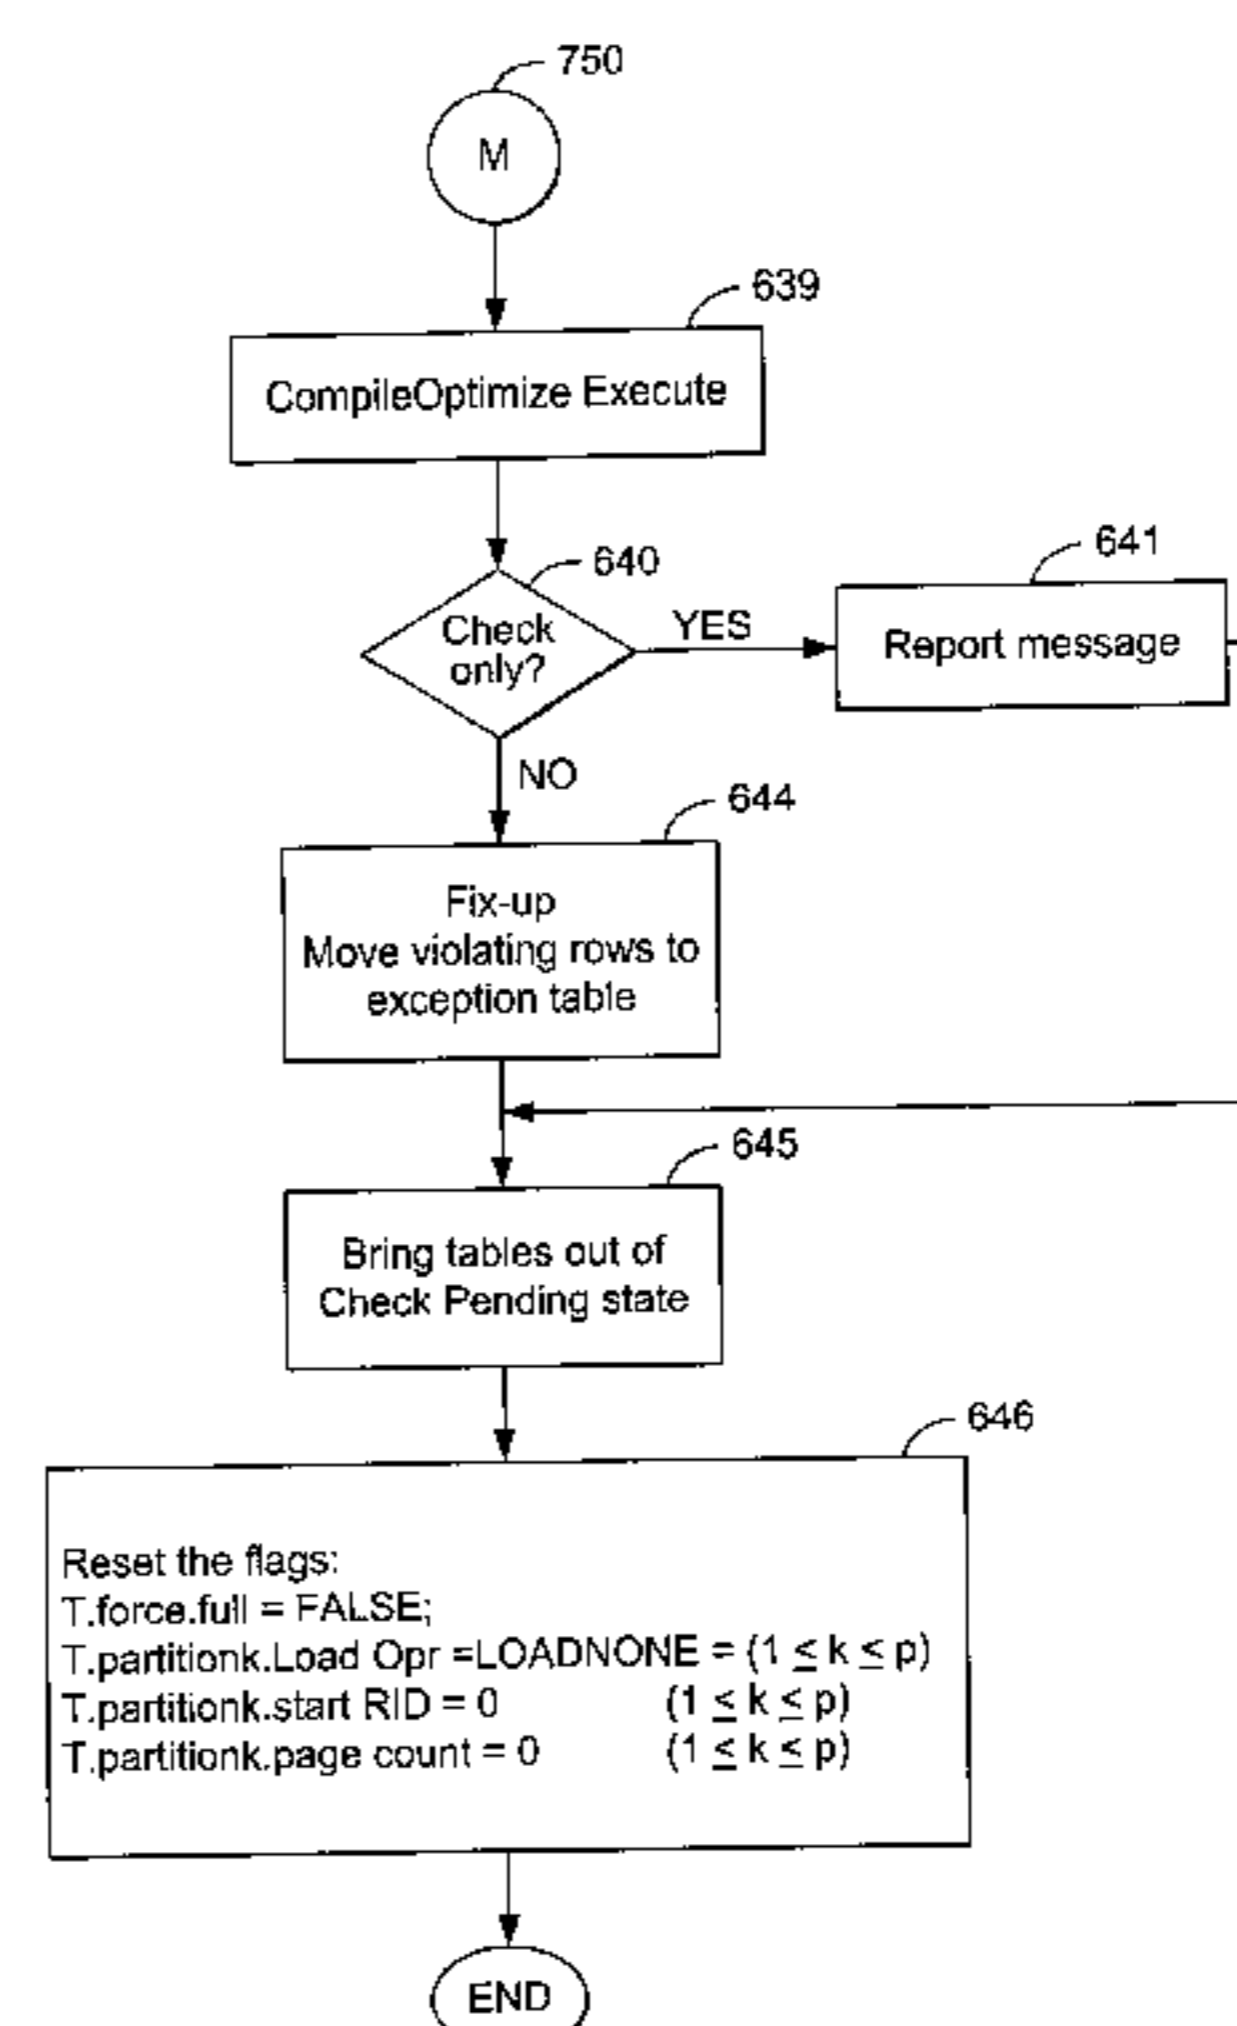 750
M
639
CompileOptimize Execute
640
Check
only?
YES
641
Report message
NO
644
Fix-up
Move violating rows to
exception table
645
Bring tables out of
Check Pending state
646
Reset the flags:
T.force.full = FALSE;
T.partitionk.Load Opr =LOADNONE = (1 ≤ k ≤ p)
T.partitionk.start RID = 0 (1 ≤ k ≤ p)
T.partitionk.page count = 0 (1 ≤ k ≤ p)
END